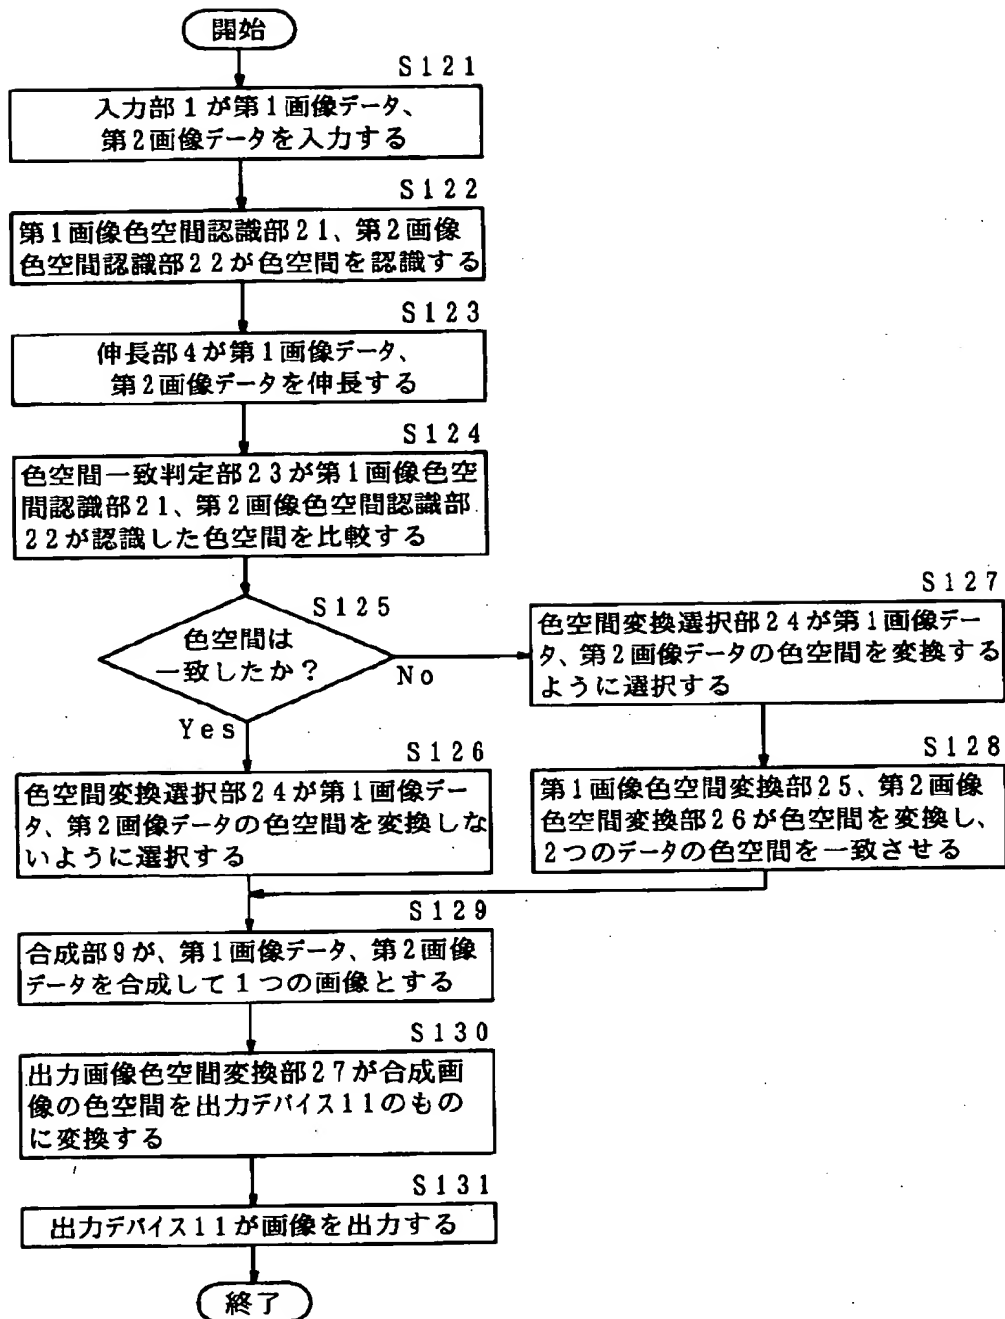 開始
S121
入力部1が第1画像データ、
第2画像データを入力する
S122
第1画像色空間認識部21、第2画像
色空間認識部22が色空間を認識する
S123
伸長部4が第1画像データ、
第2画像データを伸長する
S124
色空間一致判定部23が第1画像色空
間認識部21、第2画像色空間認識部
22が認識した色空間を比較する
S125
色空間は
一致したか?
No
Yes
S127
色空間変換選択部24が第1画像デー
タ、第2画像データの色空間を変換する
ように選択する
S126
色空間変換選択部24が第1画像デー
タ、第2画像データの色空間を変換しな
いように選択する
S128
第1画像色空間変換部25、第2画像
色空間変換部26が色空間を変換し、
2つのデータの色空間を一致させる
S129
合成部9が、第1画像データ、第2画像
データを合成して1つの画像とする
S130
出力画像色空間変換部27が合成画
像の色空間を出力デバイス11のもの
に変換する
S131
出力デバイス11が画像を出力する
終了